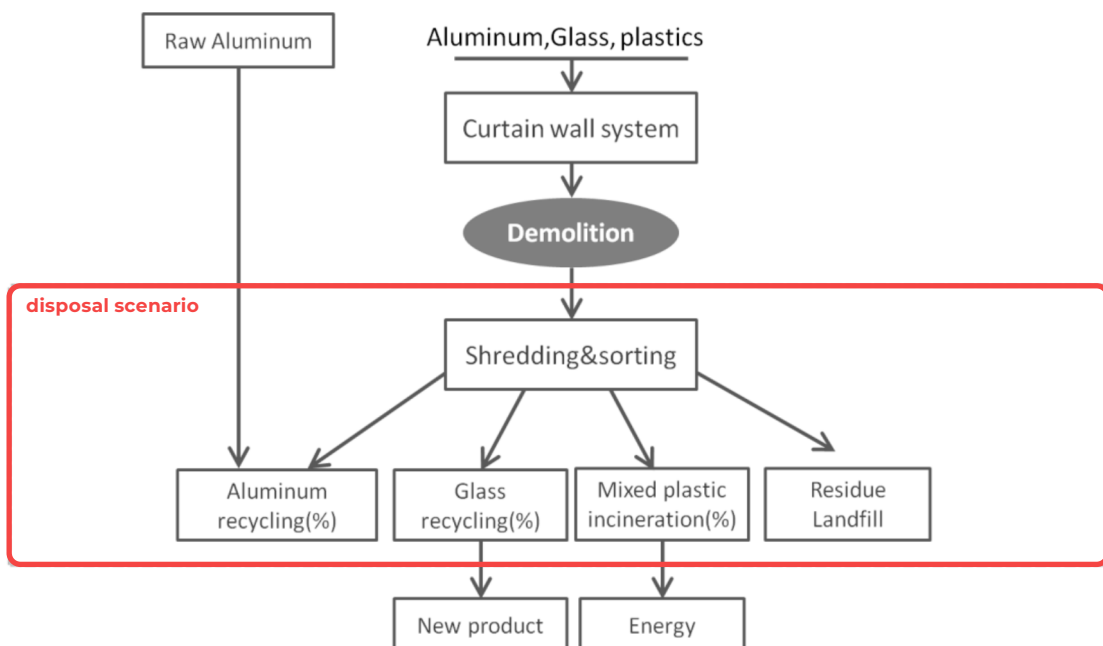 Raw Aluminum
Aluminum,Glass, plastics
Curtain wall system
Demolition
disposal scenario
Shredding&sorting
Aluminum
recycling(%)
Glass
recycling(%)
Mixed plastic
incineration(%)
Residue
Landfill
New product
Energy